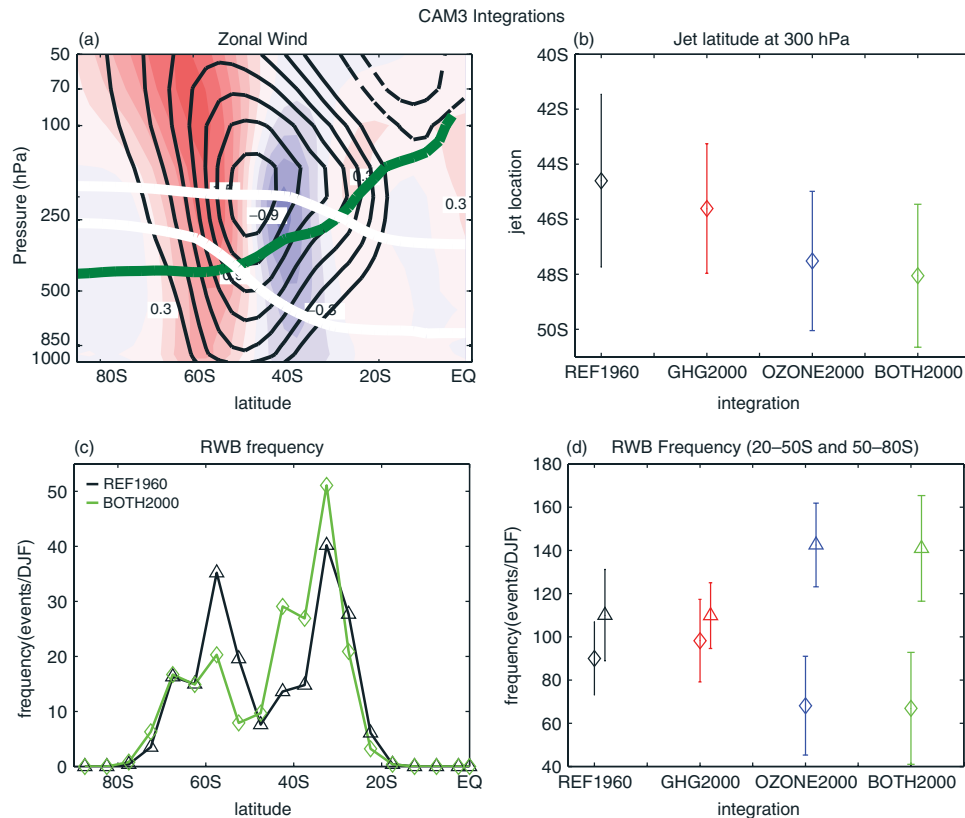 CAM3 Integrations
(a) Zonal Wind
50
70
100
250
500
850
1000
Pressure (hPa)
80S 60S 40S 20S EQ
latitude
−0.9
0.3
0.3
−0.3
(b) Jet latitude at 300 hPa
40S
42S
44S
46S
48S
50S
jet location
REF1960 GHG2000 OZONE2000 BOTH2000
integration
(c) RWB frequency
REF1960
BOTH2000
50
40
30
20
10
0
frequency(events/DJF)
80S 60S 40S 20S EQ
latitude
(d) RWB Frequency (20–50S and 50–80S)
180
160
140
120
100
80
60
40
frequency(events/DJF)
REF1960 GHG2000 OZONE2000 BOTH2000
integration